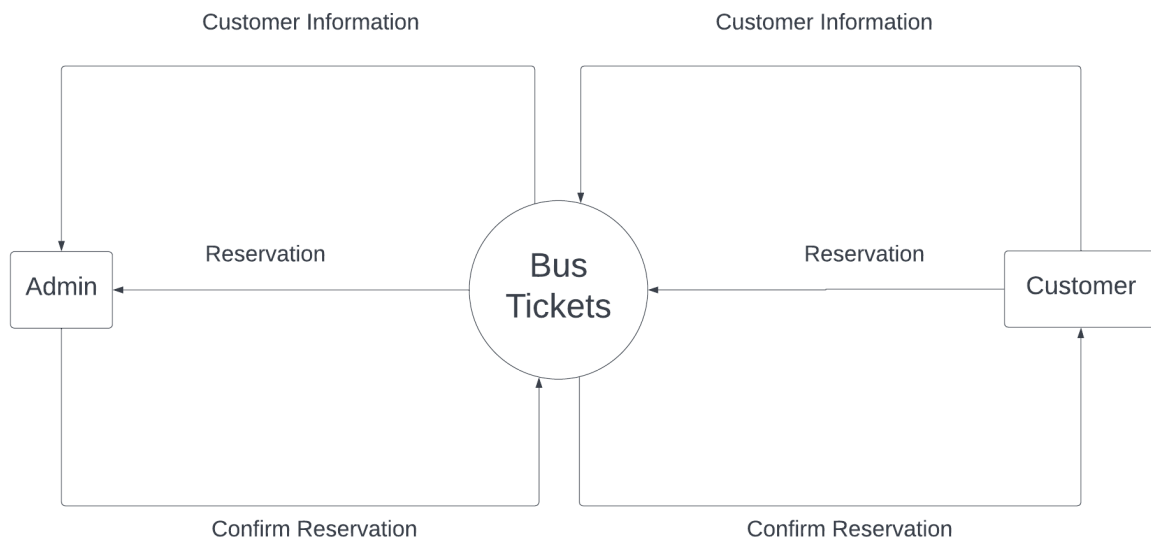 Customer Information
Customer Information
Reservation
Reservation
Admin
Bus
Tickets
Customer
Confirm Reservation
Confirm Reservation